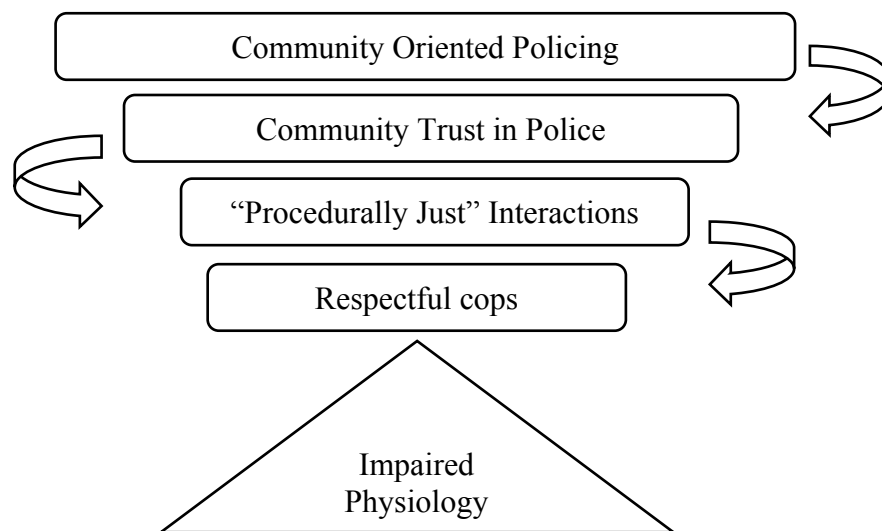 Community Oriented Policing
Community Trust in Police
“Procedurally Just” Interactions
Respectful cops
Impaired
Physiology